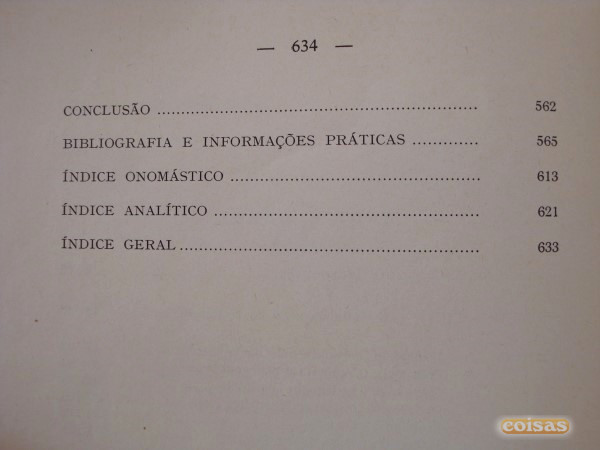 — 634 —
CONCLUSÃO ........................................................ 562
BIBLIOGRAFIA E INFORMAÇÕES PRÁTICAS ............. 565
ÍNDICE ONOMÁSTICO ............................................. 613
ÍNDICE ANALÍTICO ................................................ 621
ÍNDICE GERAL ...................................................... 633
coisas